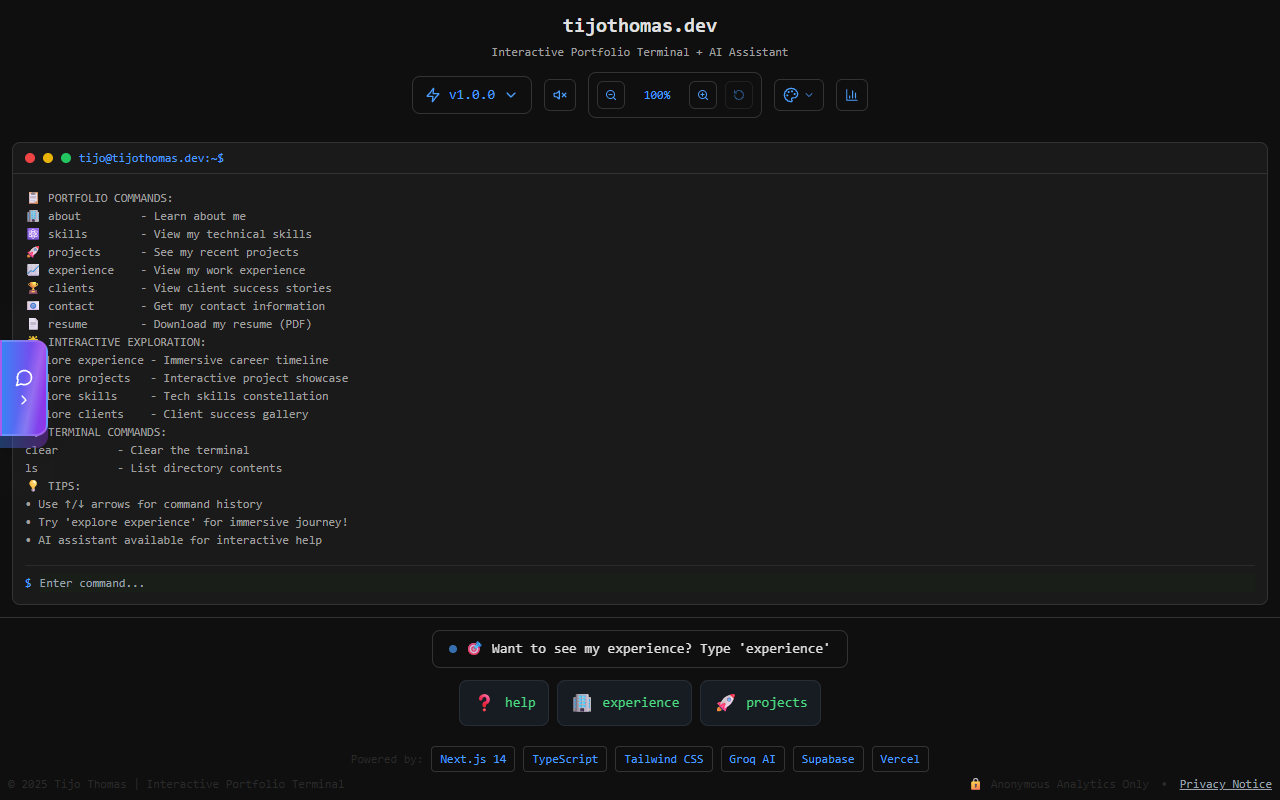 tijothomas.dev
Interactive Portfolio Terminal + AI Assistant
v1.0.0
100%
tijo@tijothomas.dev:~$
PORTFOLIO COMMANDS:
about - Learn about me
skills - View my technical skills
projects - See my recent projects
experience - View my work experience
clients - View client success stories
contact - Get my contact information
resume - Download my resume (PDF)
INTERACTIVE EXPLORATION:
lore experience - Immersive career timeline
lore projects - Interactive project showcase
lore skills - Tech skills constellation
lore clients - Client success gallery
TERMINAL COMMANDS:
clear - Clear the terminal
ls - List directory contents
TIPS:
• Use ↑/↓ arrows for command history
• Try 'explore experience' for immersive journey!
• AI assistant available for interactive help
$ Enter command...
Want to see my experience? Type 'experience'
help experience projects
Powered by: Next.js 14 TypeScript Tailwind CSS Groq AI Supabase Vercel
© 2025 Tijo Thomas | Interactive Portfolio Terminal
Anonymous Analytics Only • Privacy Notice